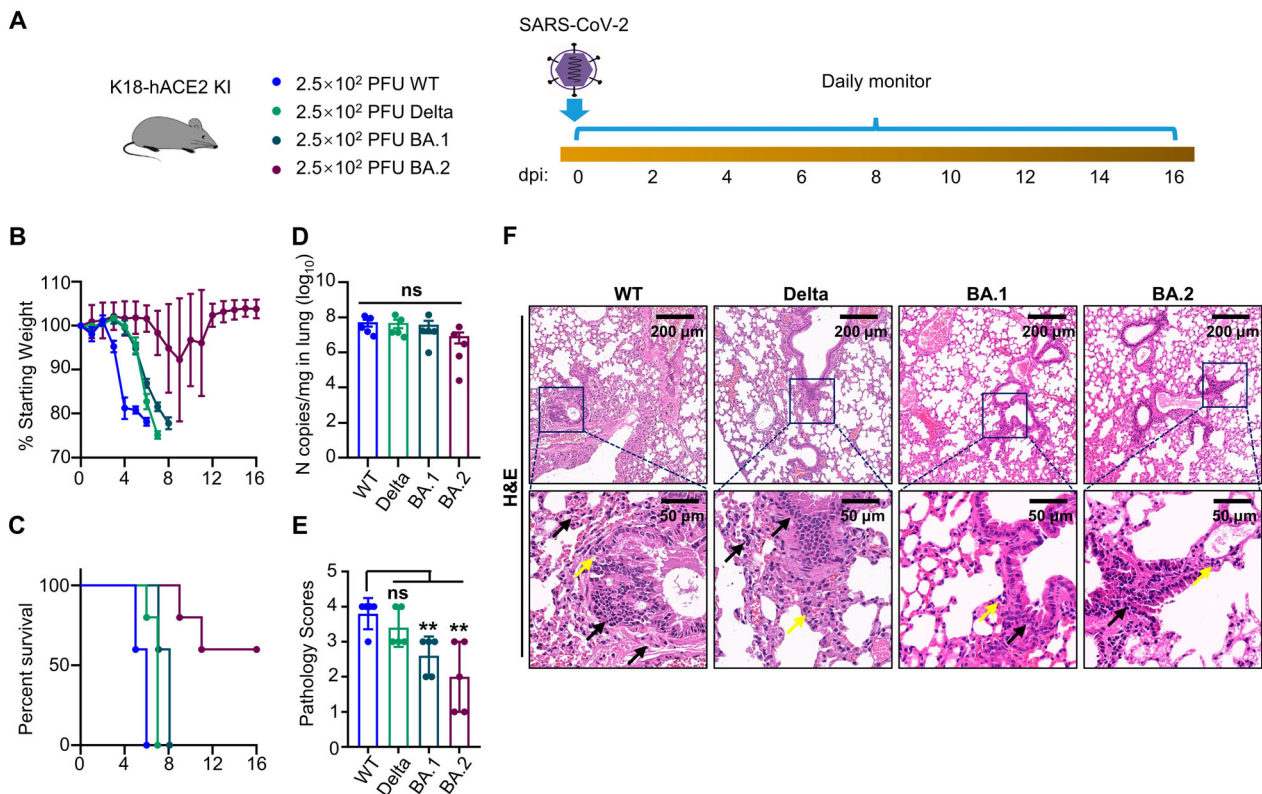 A
K18-hACE2 KI
2.5×10² PFU WT
2.5×10² PFU Delta
2.5×10² PFU BA.1
2.5×10² PFU BA.2
SARS-CoV-2
Daily monitor
dpi: 0 2 4 6 8 10 12 14 16
B
% Starting Weight
110
100
90
80
70
0 4 8 12 16
C
Percent survival
100
50
0
0 4 8 12 16
D
N copies/mg in lung (log₁₀)
ns
10
8
6
4
2
0
WT Delta BA.1 BA.2
E
Pathology Scores
5
4
3
2
1
0
ns ** **
WT Delta BA.1 BA.2
F
WT Delta BA.1 BA.2
H&E
200 μm 200 μm 200 μm 200 μm
50 μm 50 μm 50 μm 50 μm